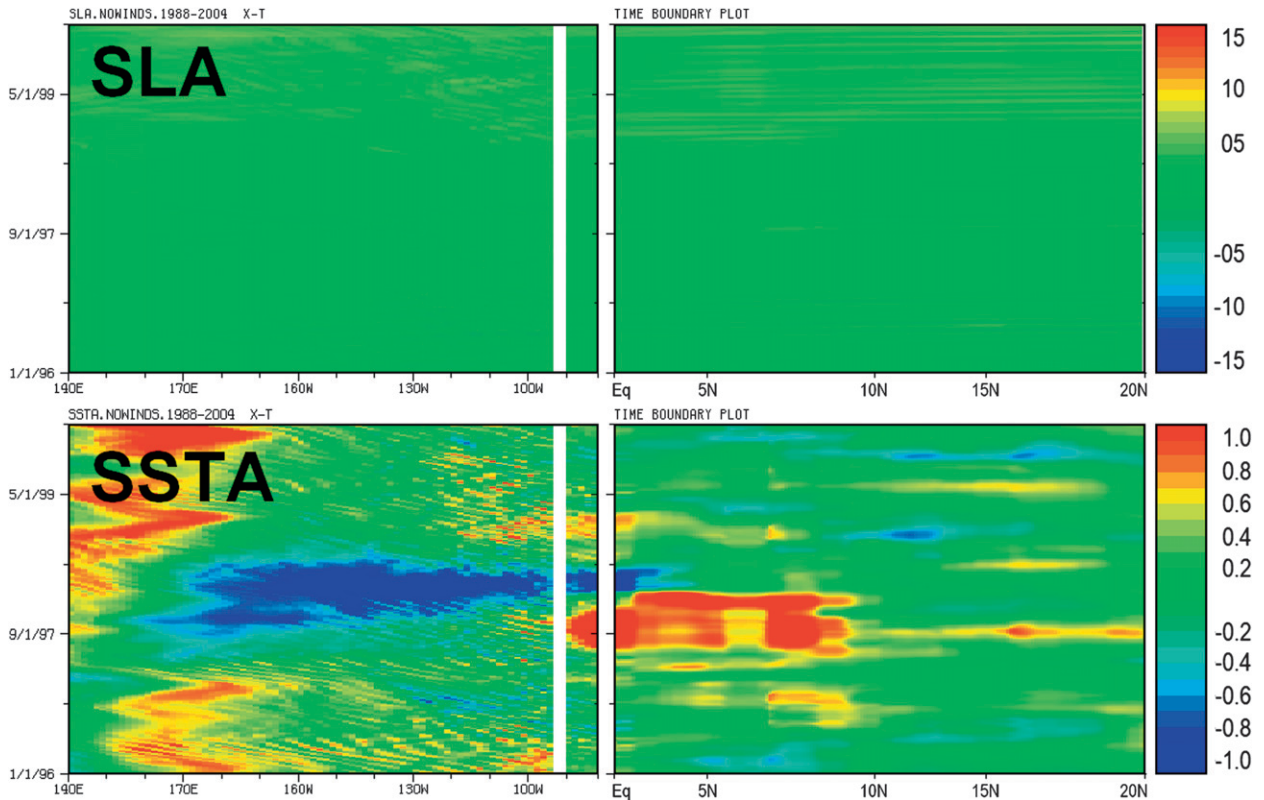 SLA.NOWINDS.1988-2004 X-T
TIME BOUNDARY PLOT
SLA
5/1/99
9/1/97
1/1/96
190E 170E 160W 130W 100W
Eq 5N 10N 15N 20N
15
10
05
-05
-10
-15
SSTA.NOWINDS.1988-2004 X-T
TIME BOUNDARY PLOT
SSTA
5/1/99
9/1/97
1/1/96
190E 170E 160W 130W 100W
Eq 5N 10N 15N 20N
1.0
0.8
0.6
0.4
0.2
-0.2
-0.4
-0.6
-0.8
-1.0